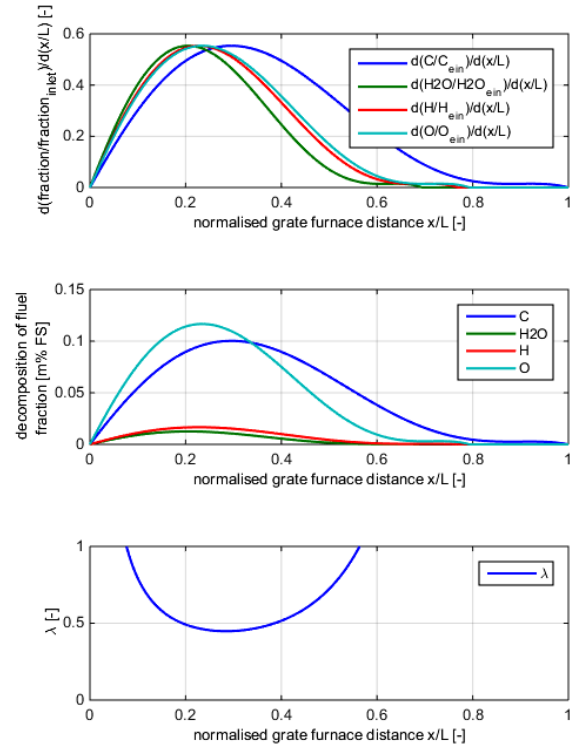 d(fraction/fraction_inlet)/d(x/L) [-]
0.6
0.4
0.2
0
d(C/C_ein)/d(x/L)
d(H2O/H2O_ein)/d(x/L)
d(H/H_ein)/d(x/L)
d(O/O_ein)/d(x/L)
0 0.2 0.4 0.6 0.8 1
normalised grate furnace distance x/L [-]
decomposition of fluel
fraction [m% FS]
0.15
0.1
0.05
0
C
H2O
H
O
0 0.2 0.4 0.6 0.8 1
normalised grate furnace distance x/L [-]
λ [-]
1
0.5
0
λ
0 0.2 0.4 0.6 0.8 1
normalised grate furnace distance x/L [-]